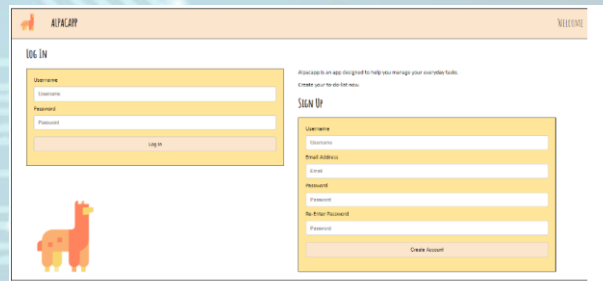 ALPACAPP
WELCOME
LOG IN
Username
Username
Password
Password
Log In
Alpacapp is an app designed to help you manage your everyday tasks.
Create your to-do list now.
SIGN UP
Username
Username
Email Address
Email
Password
Password
Re-Enter Password
Password
Create Account